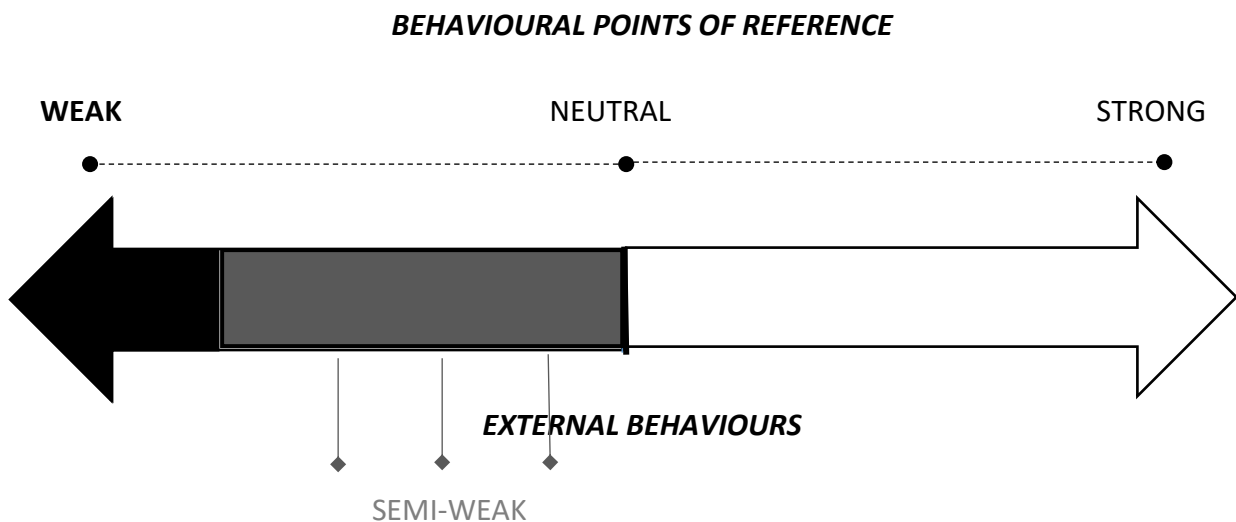 BEHAVIOURAL POINTS OF REFERENCE
WEAK NEUTRAL STRONG
EXTERNAL BEHAVIOURS
SEMI-WEAK